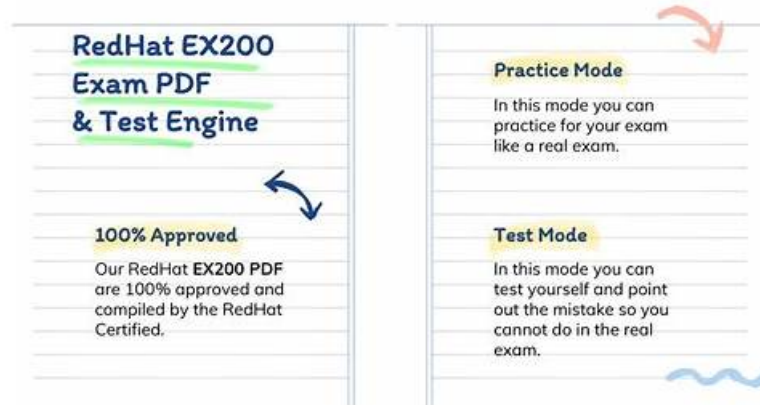 RedHat EX200
Exam PDF
& Test Engine
100% Approved
Our RedHat EX200 PDF
are 100% approved and
compiled by the RedHat
Certified.
Practice Mode
In this mode you can
practice for your exam
like a real exam.
Test Mode
In this mode you can
test yourself and point
out the mistake so you
cannot do in the real
exam.